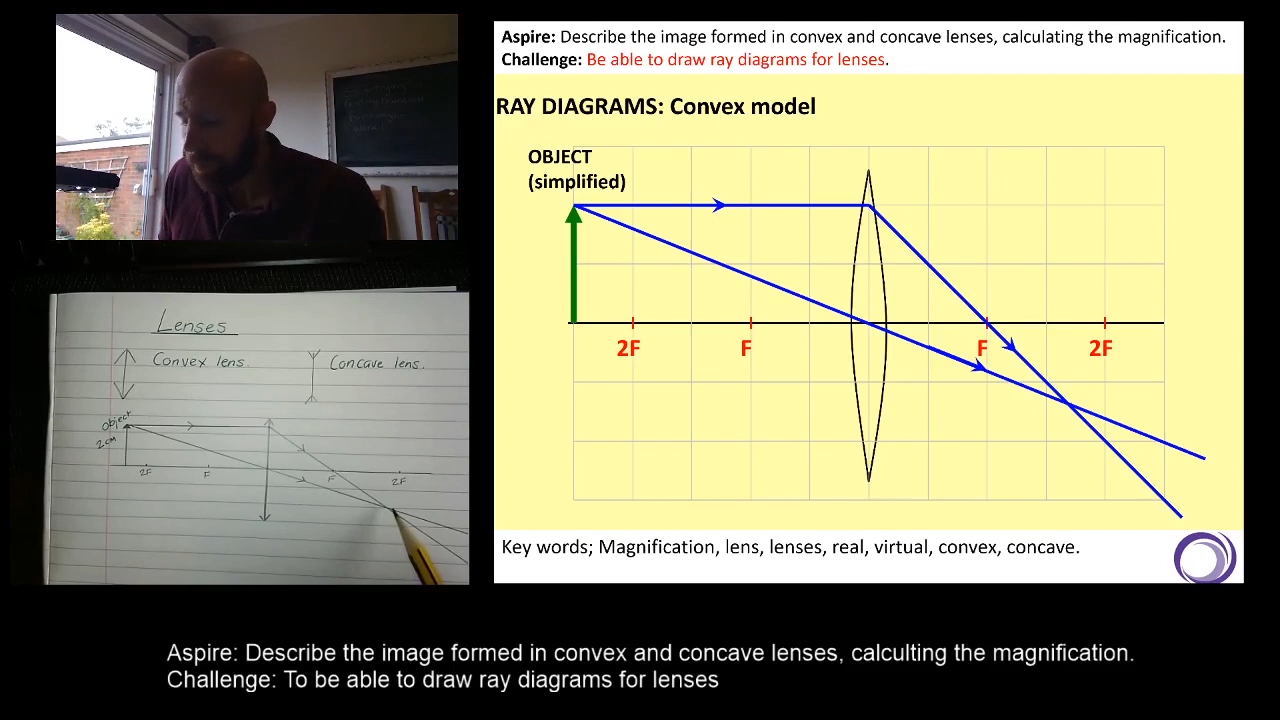 Aspire: Describe the image formed in convex and concave lenses, calculating the magnification.
Challenge: Be able to draw ray diagrams for lenses.
RAY DIAGRAMS: Convex model
OBJECT
(simplified)
2F
F
F
2F
Key words; Magnification, lens, lenses, real, virtual, convex, concave.
Lenses
Convex lens.
Concave lens.
Object
2cm
2F
F
F
2F
Aspire: Describe the image formed in convex and concave lenses, calculting the magnification.
Challenge: To be able to draw ray diagrams for lenses